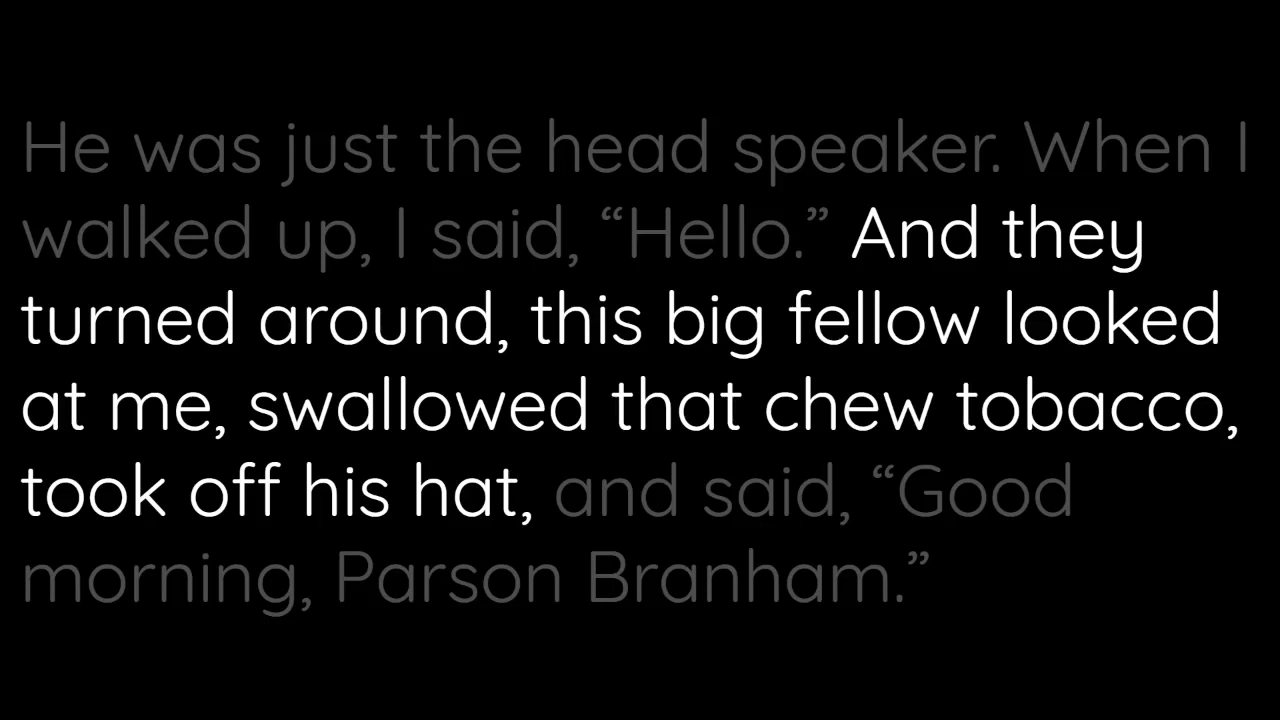 He was just the head speaker. When I
walked up, I said, “Hello.” And they
turned around, this big fellow looked
at me, swallowed that chew tobacco,
took off his hat, and said, “Good
morning, Parson Branham.”